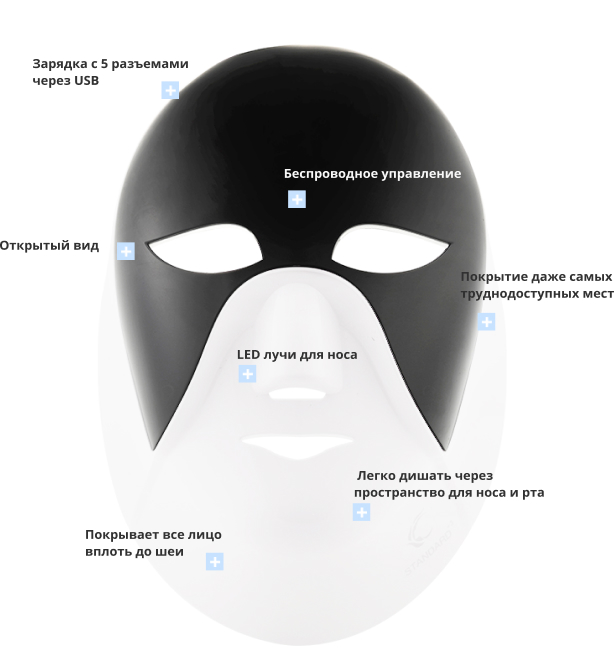 Зарядка с 5 разъемами
через USB
Беспроводное управление
Открытый вид
Покрытие даже самых
труднодоступных мест
LED лучи для носа
Легко дышать через
пространство для носа и рта
Покрывает все лицо
вплоть до шеи